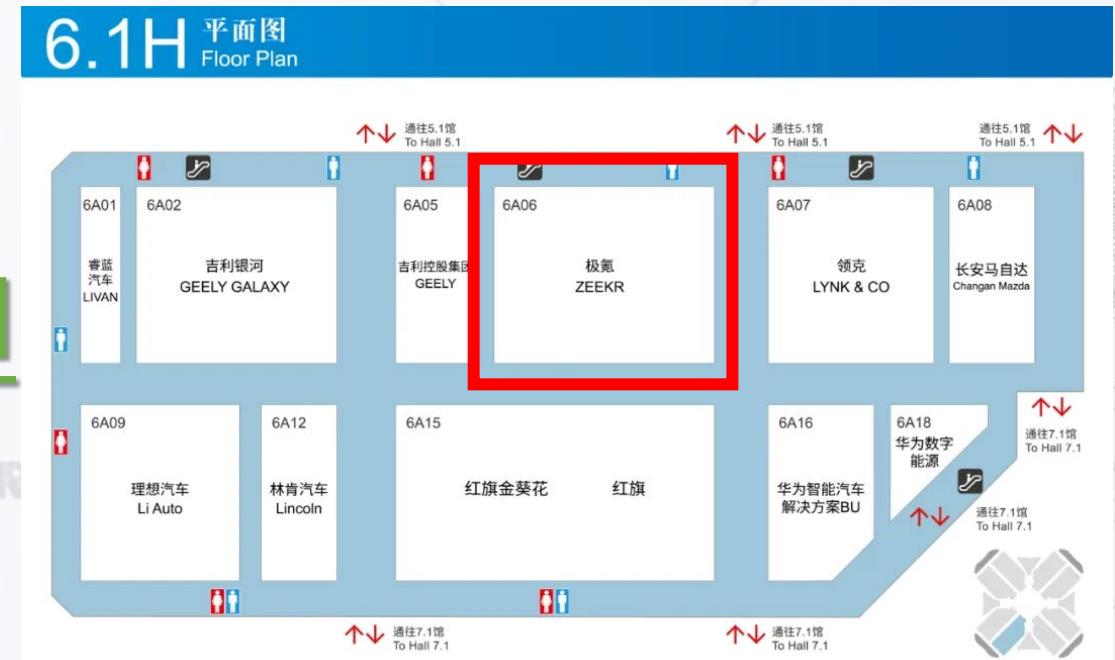 6.1H 平面图
Floor Plan
通往5.1馆
To Hall 5.1
通往5.1馆
To Hall 5.1
通往5.1馆
To Hall 5.1
6A01
睿蓝
汽车
LIVAN
6A02
吉利银河
GEELY GALAXY
6A05
吉利控股集团
GEELY
6A06
极氪
ZEEKR
6A07
领克
LYNK & CO
6A08
长安马自达
Changan Mazda
6A09
理想汽车
Li Auto
6A12
林肯汽车
Lincoln
6A15
红旗金葵花 红旗
6A16
华为智能汽车
解决方案BU
6A18
华为数字
能源
通往7.1馆
To Hall 7.1
通往7.1馆
To Hall 7.1
通往7.1馆
To Hall 7.1
通往7.1馆
To Hall 7.1